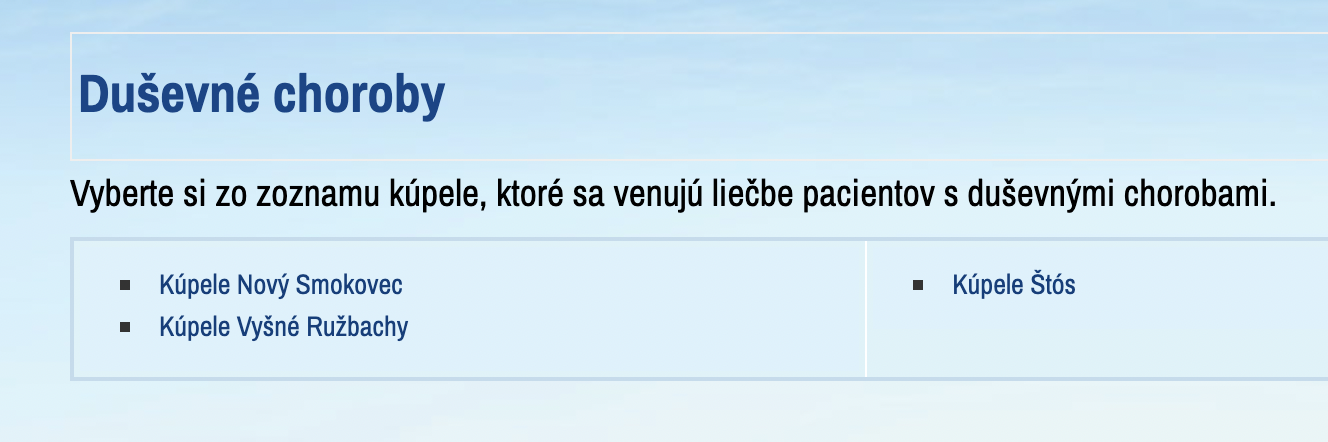 Duševné choroby
Vyberte si zo zoznamu kúpele, ktoré sa venujú liečbe pacientov s duševnými chorobami.
Kúpele Nový Smokovec
Kúpele Vyšné Ružbachy
Kúpele Štós